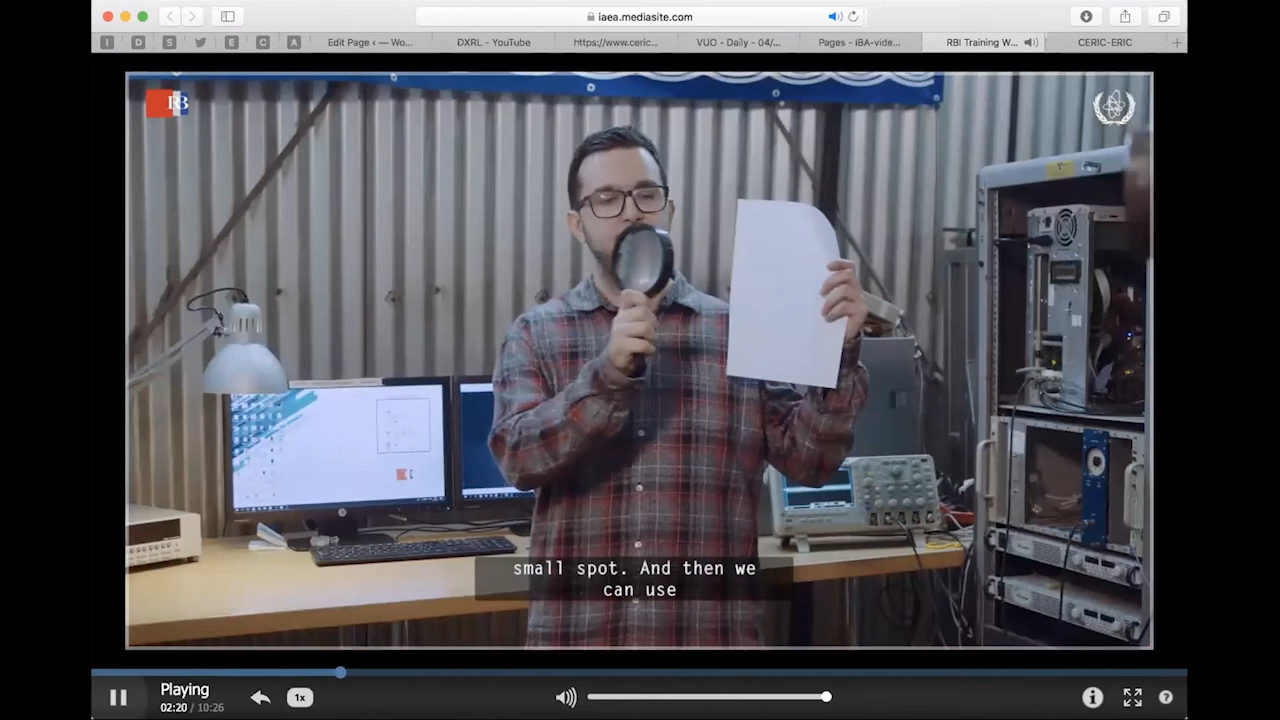 iaea.mediasite.com
I D S E C A Edit Page ‹ — Wo... DXRL - YouTube https://www.ceric... VUO - Daily - 04/... Pages - iBA-vide... RBI Training W... CERIC-ERIC
RB
small spot. And then we
can use
Playing
02:20 / 10:26
1x